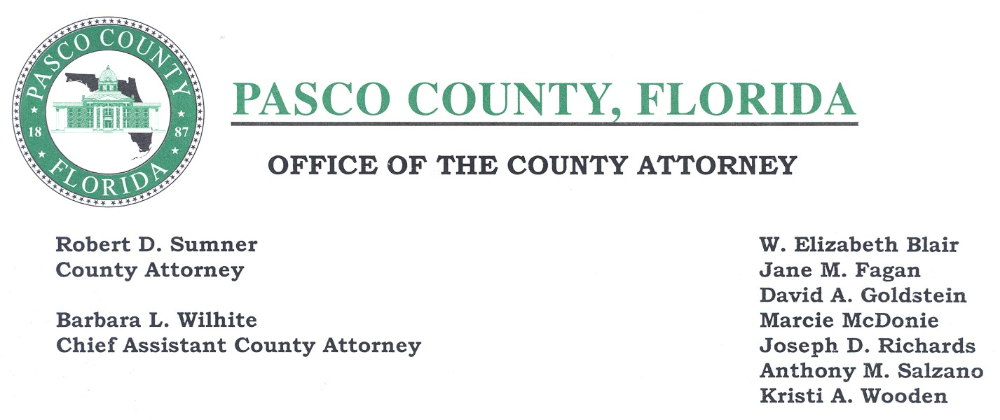 PASCO COUNTY
18 87
FLORIDA
PASCO COUNTY, FLORIDA
OFFICE OF THE COUNTY ATTORNEY
Robert D. Sumner
County Attorney
Barbara L. Wilhite
Chief Assistant County Attorney
W. Elizabeth Blair
Jane M. Fagan
David A. Goldstein
Marcie McDonie
Joseph D. Richards
Anthony M. Salzano
Kristi A. Wooden